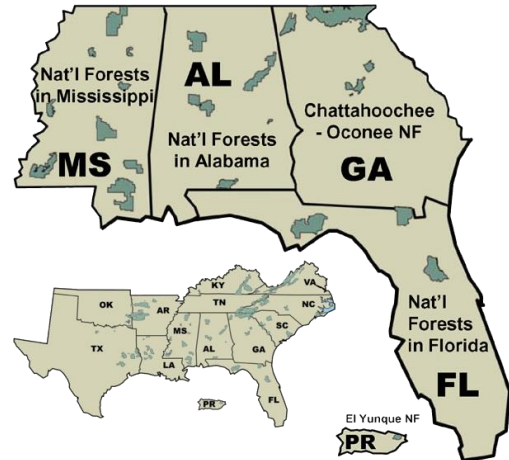 Nat'l Forests
in Mississippi
MS
AL
Nat'l Forests
in Alabama
Chattahoochee
- Oconee NF
GA
Nat'l
Forests
in Florida
FL
KY
VA
OK
AR
TN
NC
MS
SC
TX
AL
GA
LA
FL
PR
El Yunque NF
PR